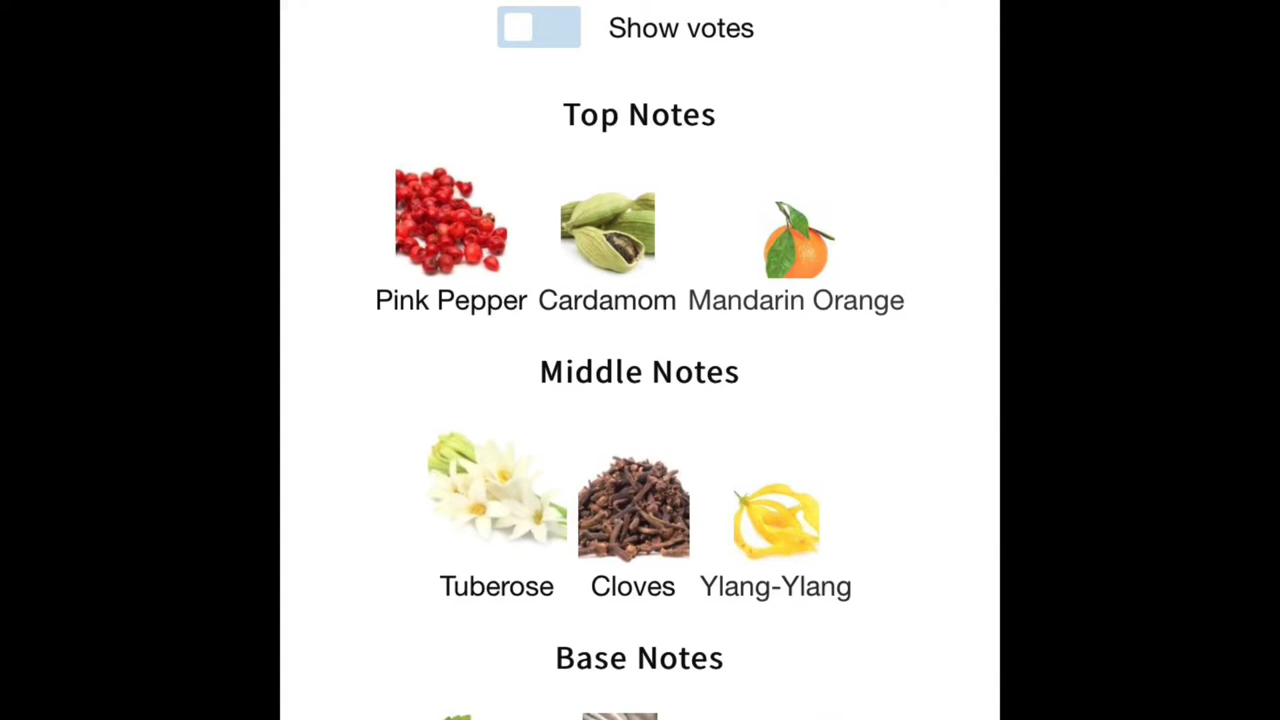 Show votes
Top Notes
Pink Pepper Cardamom Mandarin Orange
Middle Notes
Tuberose Cloves Ylang-Ylang
Base Notes